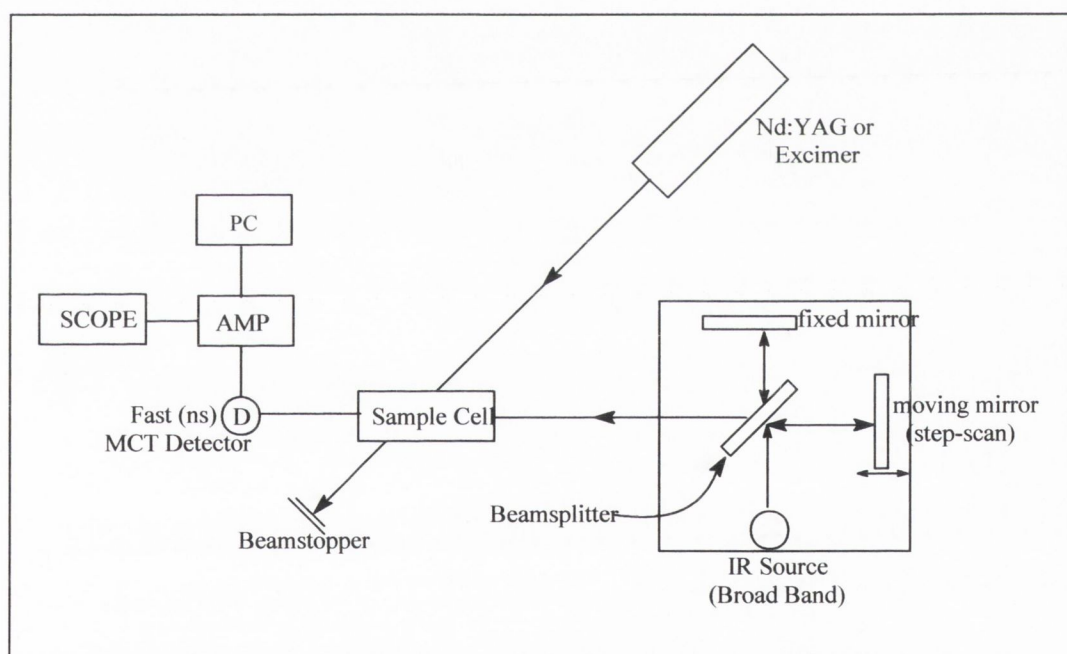 Nd:YAG or
Excimer
PC
SCOPE
AMP
fixed mirror
Fast (ns)
D
MCT Detector
Sample Cell
moving mirror
(step-scan)
Beamsplitter
Beamstopper
IR Source
(Broad Band)